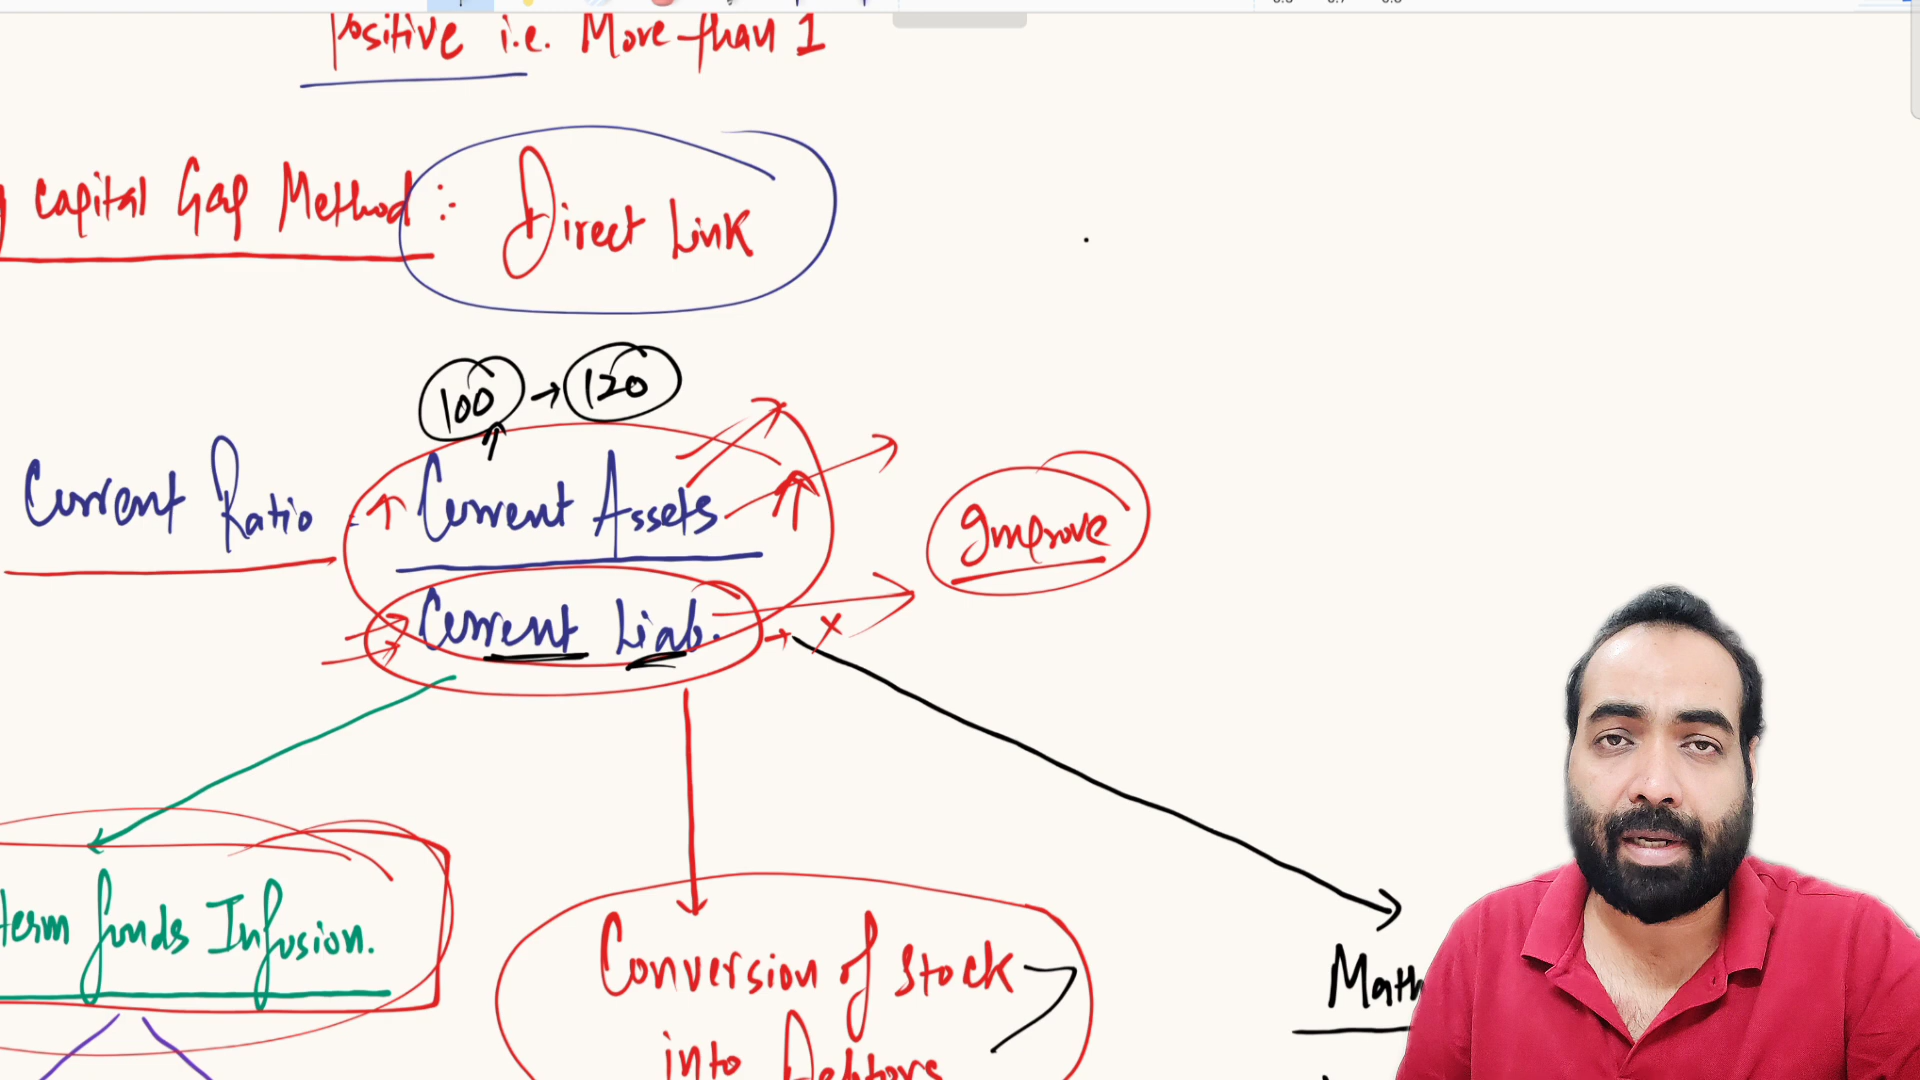 Positive i.e. More than 1
Capital Gap Method :- Direct Link
100 → 120
Current Ratio = ↑ Current Assets ↑
Improve
Current Liab. → x
term funds Infusion.
Conversion of stock
into Debtors
Math